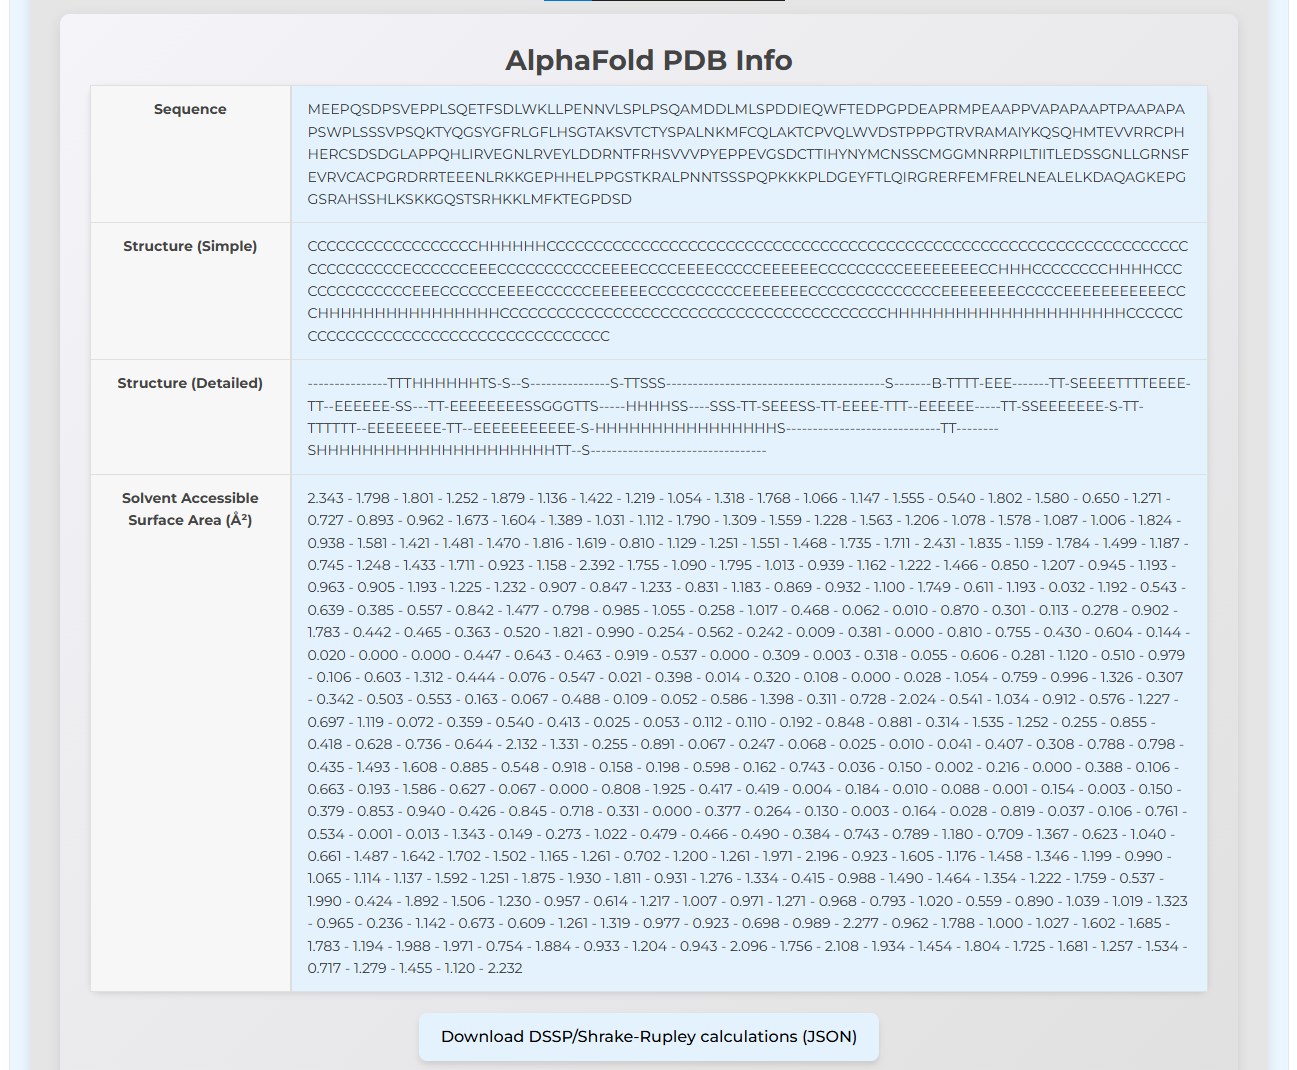 AlphaFold PDB Info
Sequence
MEEPQSDPSVEPPLSQETFSDLWKLLPENNVLSPLPSQAMDDLMLSPDDIEQWFTEDPGPDEAPRMPEAAPPVAPAPAAPTPAAPAPA
PSWPLSSSVPSQKTYQGSYGFRLGFLHSGTAKSVTCTYSPALNKMFCQLAKTCPVQLWVDSTPPPGTRVRAMAIYKQSQHMTEVVRRCPH
HERCSDSDGLAPPQHLIRVEGNLRVEYLDDRNTFRHSVVVPYEPPEVGSDCTTIHYNYMCNSSCMGGMNRRPILTIITLEDSSGNLLGRNSF
EVRVCACPGRDRRTEEENLRKKGEPHHELPPGSTKRALPNNTSSSPQPKKKPLDGEYFTLQIRGRERFEMFRELNEALELKDAQAGKEPG
GSRAHSSHLKSKKGQSTSRHKKLMFKTEGPDSD
Structure (Simple)
CCCCCCCCCCCCCCCCCCHHHHHHCCCCCCCCCCCCCCCCCCCCCCCCCCCCCCCCCCCCCCCCCCCCCCCCCCCCCCCCCCCCCCCCCCCC
CCCCCCCCCCECCCCCCEEECCCCCCCCCCCEEEECCCCEEEECCCCCEEEEEECCCCCCCCCEEEEEEEECCHHHCCCCCCCCHHHHCCC
CCCCCCCCCCCEEECCCCCCEEEECCCCCCEEEEEECCCCCCCCCCEEEEEEECCCCCCCCCCCCCCEEEEEEEECCCCCEEEEEEEEEEECC
CHHHHHHHHHHHHHHHHCCCCCCCCCCCCCCCCCCCCCCCCCCCCCCCCCCCCCCCCCHHHHHHHHHHHHHHHHHHHHHCCCCCC
CCCCCCCCCCCCCCCCCCCCCCCCCCCCCCCC
Structure (Detailed)
---------------TTTHHHHHHTS-S--S---------------S-TTSSS-----------------------------------------S-------B-TTTT-EEE-------TT-SEEEETTTTEEEE-
TT--EEEEEE-SS---TT-EEEEEEEESSGGGTTS-----HHHHSS----SSS-TT-SEEESS-TT-EEEE-TTT--EEEEEE-----TT-SSEEEEEEE-S-TT-
TTTTTT--EEEEEEEE-TT--EEEEEEEEEEE-S-HHHHHHHHHHHHHHHHS-----------------------------TT--------
SHHHHHHHHHHHHHHHHHHHHHTT--S---------------------------------
Solvent Accessible
Surface Area (Å²)
2.343 - 1.798 - 1.801 - 1.252 - 1.879 - 1.136 - 1.422 - 1.219 - 1.054 - 1.318 - 1.768 - 1.066 - 1.147 - 1.555 - 0.540 - 1.802 - 1.580 - 0.650 - 1.271 -
0.727 - 0.893 - 0.962 - 1.673 - 1.604 - 1.389 - 1.031 - 1.112 - 1.790 - 1.309 - 1.559 - 1.228 - 1.563 - 1.206 - 1.078 - 1.578 - 1.087 - 1.006 - 1.824 -
0.938 - 1.581 - 1.421 - 1.481 - 1.470 - 1.816 - 1.619 - 0.810 - 1.129 - 1.251 - 1.551 - 1.468 - 1.735 - 1.711 - 2.431 - 1.835 - 1.159 - 1.784 - 1.499 - 1.187 -
0.745 - 1.248 - 1.433 - 1.711 - 0.923 - 1.158 - 2.392 - 1.755 - 1.090 - 1.795 - 1.013 - 0.939 - 1.162 - 1.222 - 1.466 - 0.850 - 1.207 - 0.945 - 1.193 -
0.963 - 0.905 - 1.193 - 1.225 - 1.232 - 0.907 - 0.847 - 1.233 - 0.831 - 1.183 - 0.869 - 0.932 - 1.100 - 1.749 - 0.611 - 1.193 - 0.032 - 1.192 - 0.543 -
0.639 - 0.385 - 0.557 - 0.842 - 1.477 - 0.798 - 0.985 - 1.055 - 0.258 - 1.017 - 0.468 - 0.062 - 0.010 - 0.870 - 0.301 - 0.113 - 0.278 - 0.902 -
1.783 - 0.442 - 0.465 - 0.363 - 0.520 - 1.821 - 0.990 - 0.254 - 0.562 - 0.242 - 0.009 - 0.381 - 0.000 - 0.810 - 0.755 - 0.430 - 0.604 - 0.144 -
0.020 - 0.000 - 0.000 - 0.447 - 0.643 - 0.463 - 0.919 - 0.537 - 0.000 - 0.309 - 0.003 - 0.318 - 0.055 - 0.606 - 0.281 - 1.120 - 0.510 - 0.979
- 0.106 - 0.603 - 1.312 - 0.444 - 0.076 - 0.547 - 0.021 - 0.398 - 0.014 - 0.320 - 0.108 - 0.000 - 0.028 - 1.054 - 0.759 - 0.996 - 1.326 - 0.307
- 0.342 - 0.503 - 0.553 - 0.163 - 0.067 - 0.488 - 0.109 - 0.052 - 0.586 - 1.398 - 0.311 - 0.728 - 2.024 - 0.541 - 1.034 - 0.912 - 0.576 - 1.227 -
0.697 - 1.119 - 0.072 - 0.359 - 0.540 - 0.413 - 0.025 - 0.053 - 0.112 - 0.110 - 0.192 - 0.848 - 0.881 - 0.314 - 1.535 - 1.252 - 0.255 - 0.855 -
0.418 - 0.628 - 0.736 - 0.644 - 2.132 - 1.331 - 0.255 - 0.891 - 0.067 - 0.247 - 0.068 - 0.025 - 0.010 - 0.041 - 0.407 - 0.308 - 0.788 - 0.798 -
0.435 - 1.493 - 1.608 - 0.885 - 0.548 - 0.918 - 0.158 - 0.198 - 0.598 - 0.162 - 0.743 - 0.036 - 0.150 - 0.002 - 0.216 - 0.000 - 0.388 - 0.106 -
0.663 - 0.193 - 1.586 - 0.627 - 0.067 - 0.000 - 0.808 - 1.925 - 0.417 - 0.419 - 0.004 - 0.184 - 0.010 - 0.088 - 0.001 - 0.154 - 0.003 - 0.150 -
0.379 - 0.853 - 0.940 - 0.426 - 0.845 - 0.718 - 0.331 - 0.000 - 0.377 - 0.264 - 0.130 - 0.003 - 0.164 - 0.028 - 0.819 - 0.037 - 0.106 - 0.761 -
0.534 - 0.001 - 0.013 - 1.343 - 0.149 - 0.273 - 1.022 - 0.479 - 0.466 - 0.490 - 0.384 - 0.743 - 0.789 - 1.180 - 0.709 - 1.367 - 0.623 - 1.040 -
0.661 - 1.487 - 1.642 - 1.702 - 1.502 - 1.165 - 1.261 - 0.702 - 1.200 - 1.261 - 1.971 - 2.196 - 0.923 - 1.605 - 1.176 - 1.458 - 1.346 - 1.199 - 0.990 -
1.065 - 1.114 - 1.137 - 1.592 - 1.251 - 1.875 - 1.930 - 1.811 - 0.931 - 1.276 - 1.334 - 0.415 - 0.988 - 1.490 - 1.464 - 1.354 - 1.222 - 1.759 - 0.537 -
1.990 - 0.424 - 1.892 - 1.506 - 1.230 - 0.957 - 0.614 - 1.217 - 1.007 - 0.971 - 1.271 - 0.968 - 0.793 - 1.020 - 0.559 - 0.890 - 1.039 - 1.019 - 1.323
- 0.965 - 0.236 - 1.142 - 0.673 - 0.609 - 1.261 - 1.319 - 0.977 - 0.923 - 0.698 - 0.989 - 2.277 - 0.962 - 1.788 - 1.000 - 1.027 - 1.602 - 1.685 -
1.783 - 1.194 - 1.988 - 1.971 - 0.754 - 1.884 - 0.933 - 1.204 - 0.943 - 2.096 - 1.756 - 2.108 - 1.934 - 1.454 - 1.804 - 1.725 - 1.681 - 1.257 - 1.534 -
0.717 - 1.279 - 1.455 - 1.120 - 2.232
Download DSSP/Shrake-Rupley calculations (JSON)